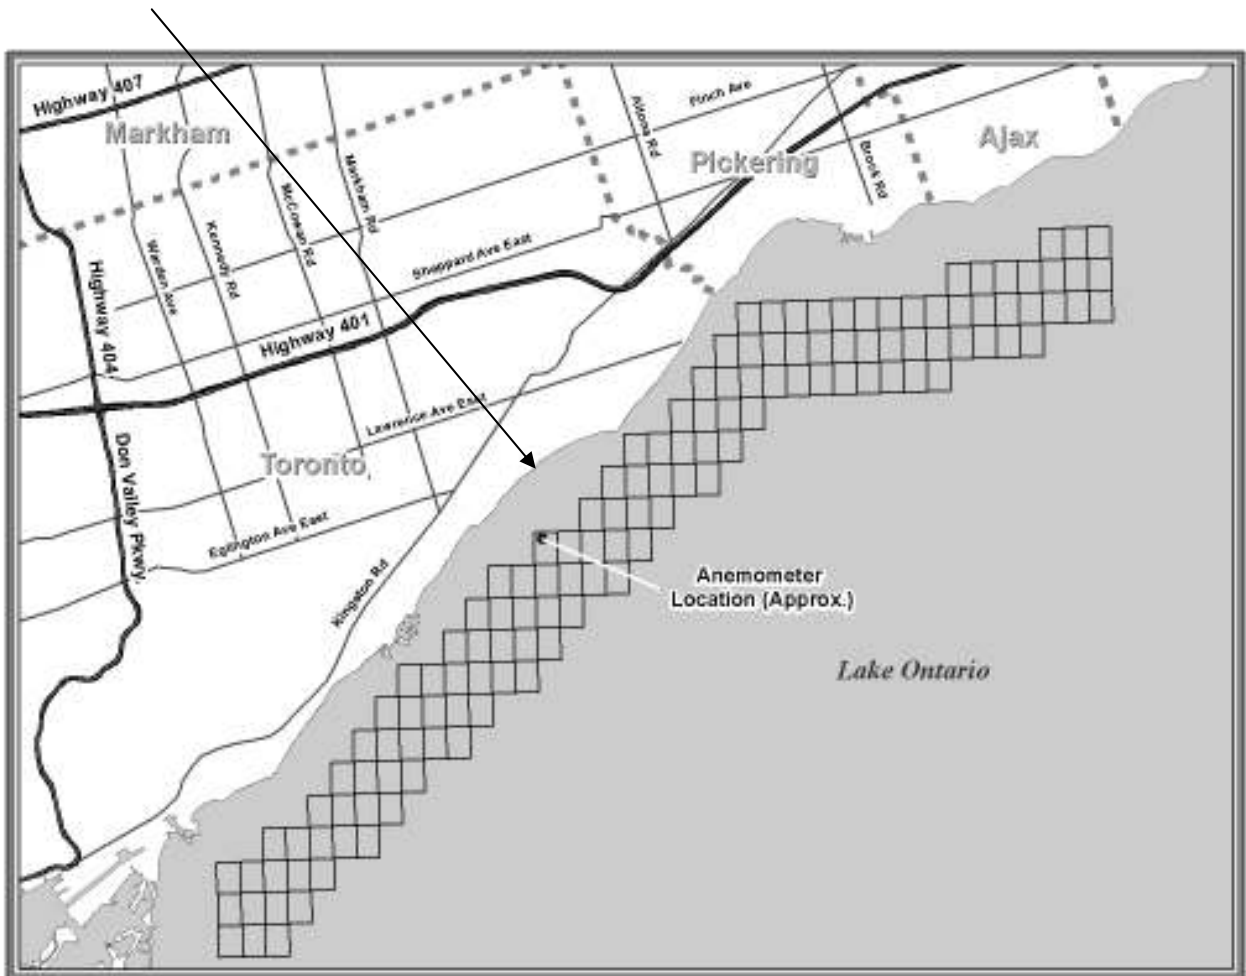 Highway 407
Markham
Finch Ave
Altona Rd
Pickering
Ajax
Brock Rd
Markham Rd
McCowan Rd
Kennedy Rd
Warden Ave
Sheppard Ave East
Highway 404
Highway 401
Lawrence Ave East
Toronto
Don Valley Pkwy.
Eglington Ave East
Kingston Rd
Anemometer
Location (Approx.)
Lake Ontario